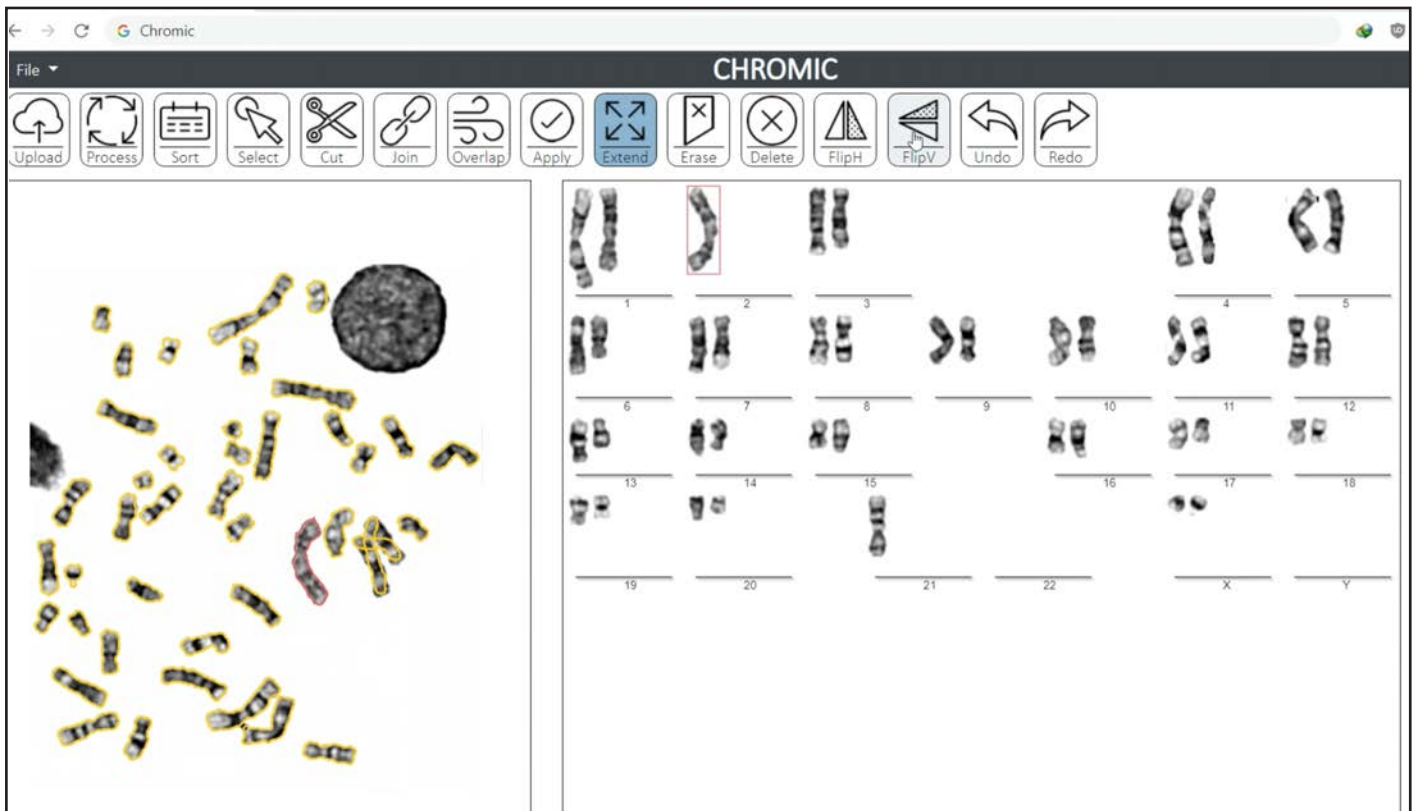 Chromic
File
CHROMIC
Upload Process Sort Select Cut Join Overlap Apply Extend Erase Delete FlipH FlipV Undo Redo
1 2 3 4 5
6 7 8 9 10 11 12
13 14 15 16 17 18
19 20 21 22 X Y